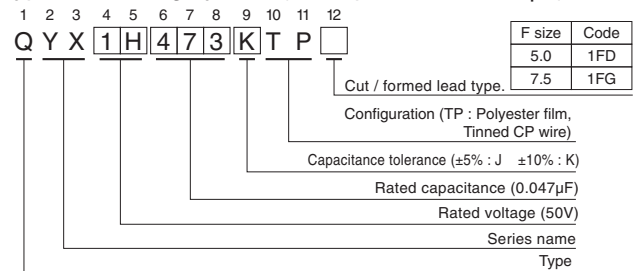 1 2 3 4 5 6 7 8 9 10 11 12
Q Y X 1 H 4 7 3 K T P
F size Code
5.0 1FD
7.5 1FG
Cut / formed lead type.
Configuration (TP : Polyester film,
Tinned CP wire)
Capacitance tolerance (±5% : J ±10% : K)
Rated capacitance (0.047µF)
Rated voltage (50V)
Series name
Type